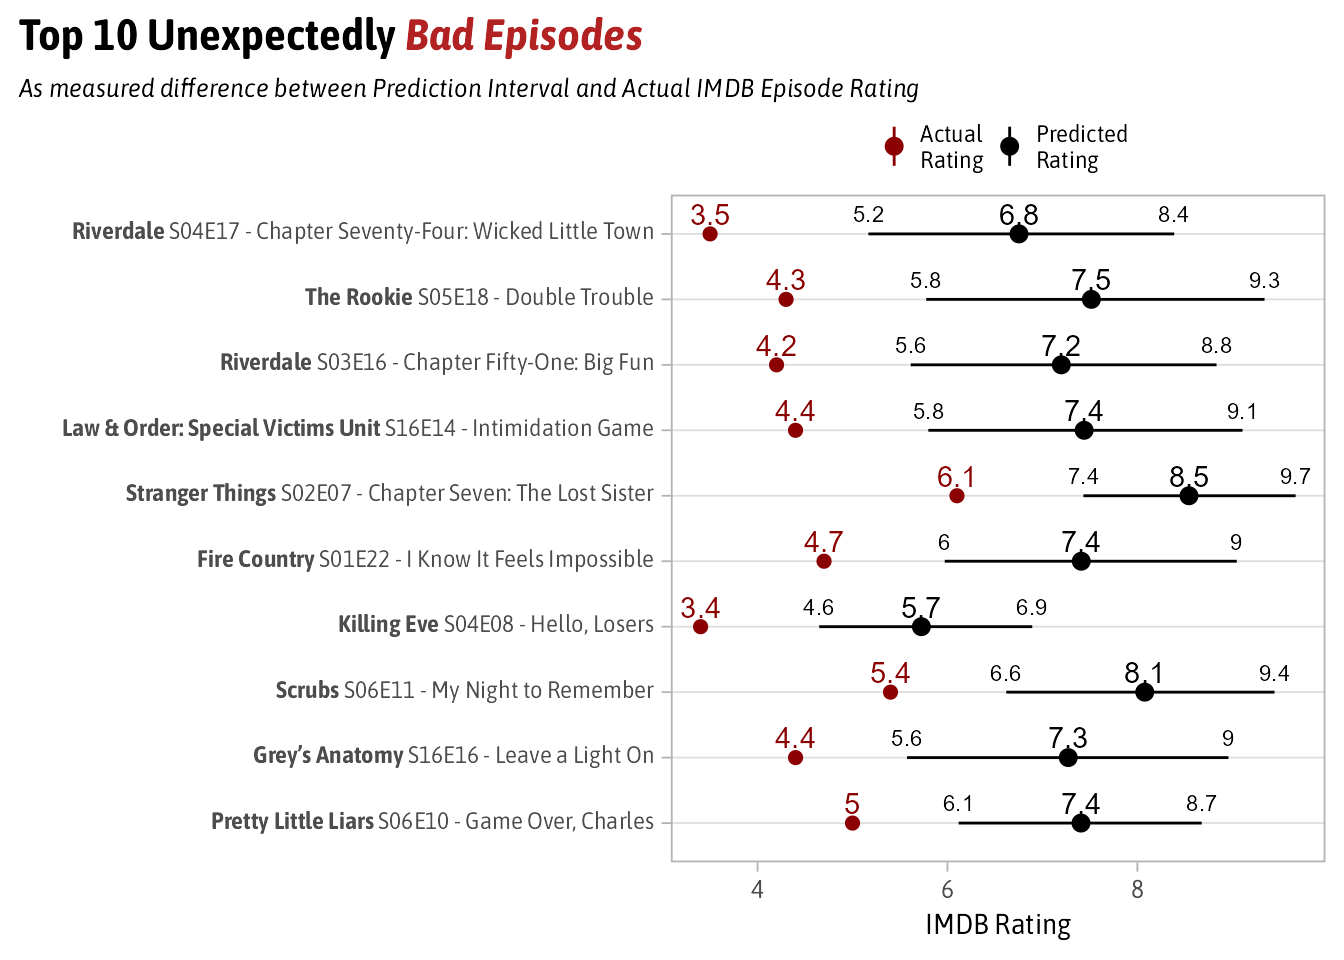 Top 10 Unexpectedly Bad Episodes
As measured difference between Prediction Interval and Actual IMDB Episode Rating
Actual Rating
Predicted Rating
Riverdale S04E17 - Chapter Seventy-Four: Wicked Little Town 3.5 5.2 6.8 8.4
The Rookie S05E18 - Double Trouble 4.3 5.8 7.5 9.3
Riverdale S03E16 - Chapter Fifty-One: Big Fun 4.2 5.6 7.2 8.8
Law & Order: Special Victims Unit S16E14 - Intimidation Game 4.4 5.8 7.4 9.1
Stranger Things S02E07 - Chapter Seven: The Lost Sister 6.1 7.4 8.5 9.7
Fire Country S01E22 - I Know It Feels Impossible 4.7 6 7.4 9
Killing Eve S04E08 - Hello, Losers 3.4 4.6 5.7 6.9
Scrubs S06E11 - My Night to Remember 5.4 6.6 8.1 9.4
Grey’s Anatomy S16E16 - Leave a Light On 4.4 5.6 7.3 9
Pretty Little Liars S06E10 - Game Over, Charles 5 6.1 7.4 8.7
4 6 8
IMDB Rating